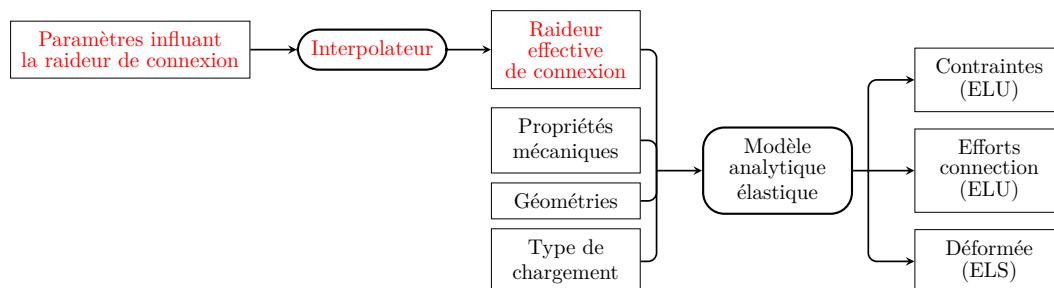 Paramètres influant
la raideur de connexion
Interpolateur
Raideur
effective
de connexion
Propriétés
mécaniques
Géométries
Type de
chargement
Modèle
analytique
élastique
Contraintes
(ELU)
Efforts
connection
(ELU)
Déformée
(ELS)